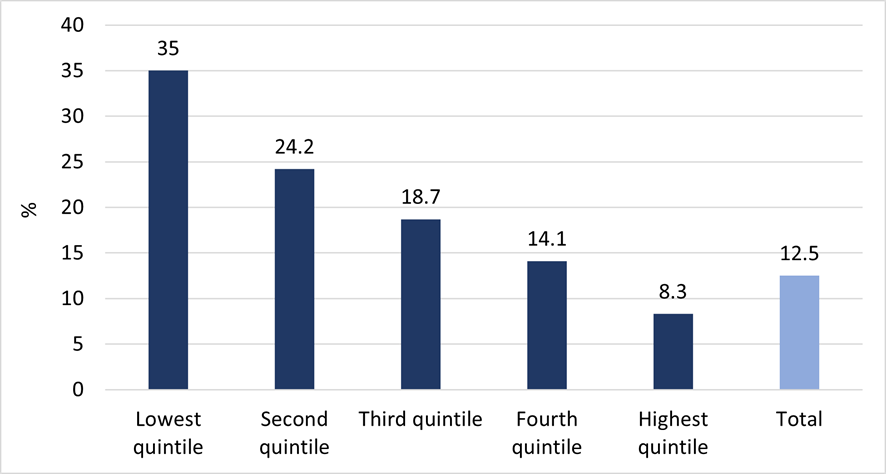 40
35
30
25
20
15
10
5
0
%
35
24.2
18.7
14.1
8.3
12.5
Lowest
quintile
Second
quintile
Third quintile
Fourth
quintile
Highest
quintile
Total